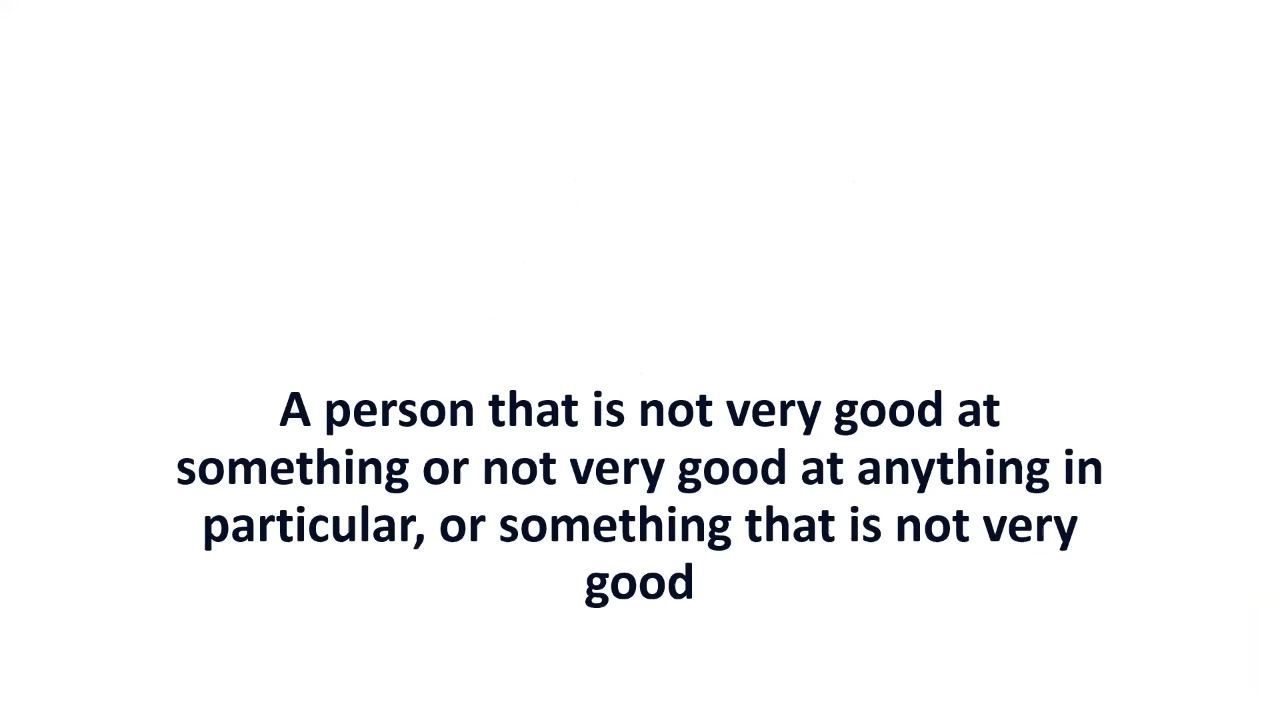 A person that is not very good at
something or not very good at anything in
particular, or something that is not very
good